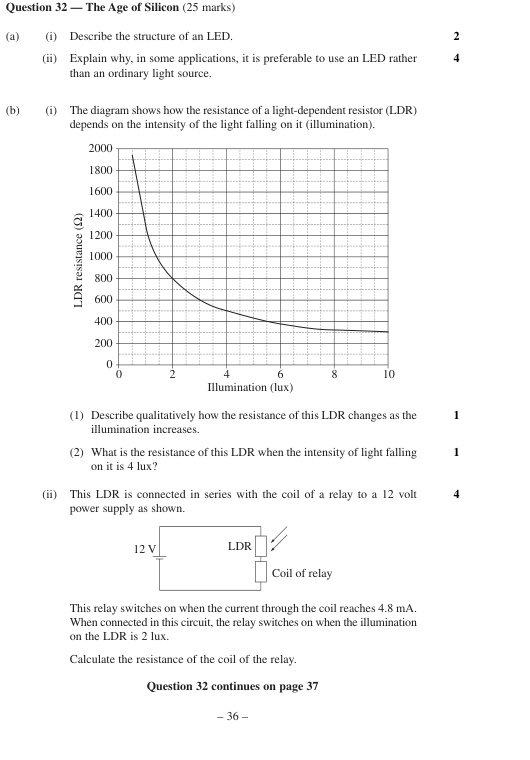 Question 32 — The Age of Silicon (25 marks)
(a) (i) Describe the structure of an LED. 2
(ii) Explain why, in some applications, it is preferable to use an LED rather 4
than an ordinary light source.
(b) (i) The diagram shows how the resistance of a light-dependent resistor (LDR)
depends on the intensity of the light falling on it (illumination).
2000
1800
1600
1400
1200
1000
800
600
400
200
0
LDR resistance (Ω)
0 2 4 6 8 10
Illumination (lux)
(1) Describe qualitatively how the resistance of this LDR changes as the 1
illumination increases.
(2) What is the resistance of this LDR when the intensity of light falling 1
on it is 4 lux?
(ii) This LDR is connected in series with the coil of a relay to a 12 volt 4
power supply as shown.
12 V
LDR
Coil of relay
This relay switches on when the current through the coil reaches 4.8 mA.
When connected in this circuit, the relay switches on when the illumination
on the LDR is 2 lux.
Calculate the resistance of the coil of the relay.
Question 32 continues on page 37
– 36 –